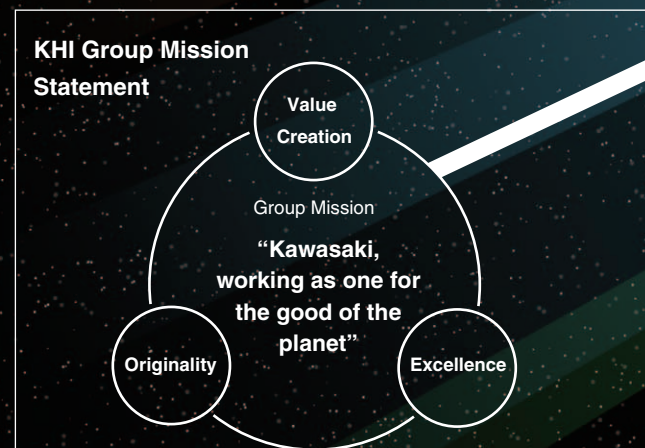 KHI Group Mission
Statement
Value
Creation
Group Mission
“Kawasaki,
working as one for
the good of the
planet”
Originality
Excellence